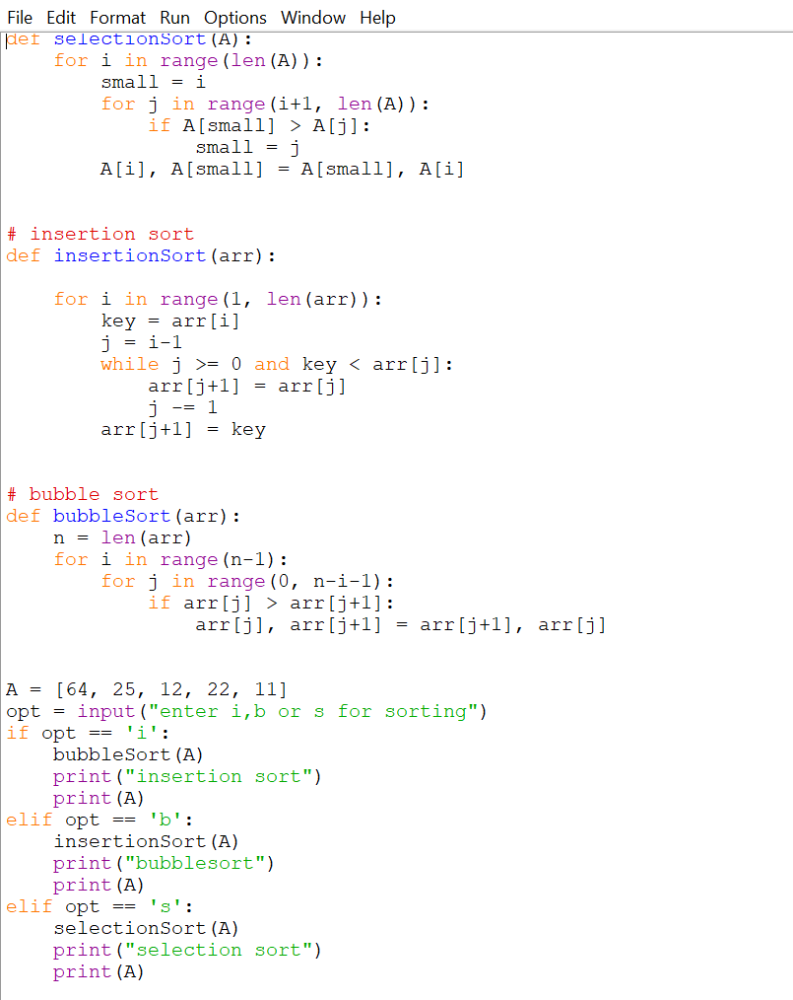 File Edit Format Run Options Window Help
def selectionSort(A):
    for i in range(len(A)):
        small = i
        for j in range(i+1, len(A)):
            if A[small] > A[j]:
                small = j
        A[i], A[small] = A[small], A[i]
# insertion sort
def insertionSort(arr):
    for i in range(1, len(arr)):
        key = arr[i]
        j = i-1
        while j >= 0 and key < arr[j]:
            arr[j+1] = arr[j]
            j -= 1
        arr[j+1] = key
# bubble sort
def bubbleSort(arr):
    n = len(arr)
    for i in range(n-1):
        for j in range(0, n-i-1):
            if arr[j] > arr[j+1]:
                arr[j], arr[j+1] = arr[j+1], arr[j]
A = [64, 25, 12, 22, 11]
opt = input("enter i,b or s for sorting")
if opt == 'i':
    bubbleSort(A)
    print("insertion sort")
    print(A)
elif opt == 'b':
    insertionSort(A)
    print("bubblesort")
    print(A)
elif opt == 's':
    selectionSort(A)
    print("selection sort")
    print(A)